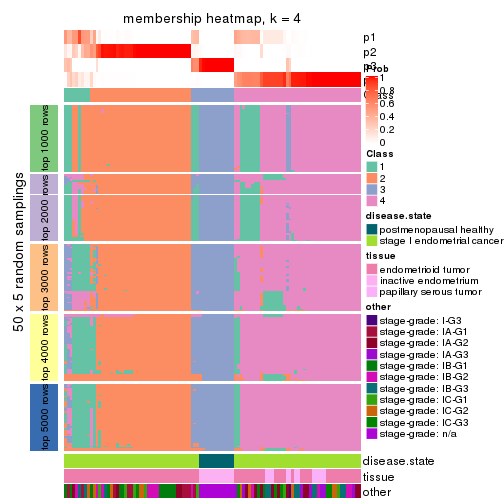 membership heatmap, k = 4
p1
p2
p3
Prob
1
0.8
0.6
0.4
0.2
0
Class
1
2
3
4
disease.state
postmenopausal healthy
stage I endometrial cancer
tissue
endometrioid tumor
inactive endometrium
papillary serous tumor
other
stage-grade: I-G3
stage-grade: IA-G1
stage-grade: IA-G2
stage-grade: IA-G3
stage-grade: IB-G1
stage-grade: IB-G2
stage-grade: IB-G3
stage-grade: IC-G1
stage-grade: IC-G2
stage-grade: IC-G3
stage-grade: n/a
50 x 5 random samplings
top 1000 rows
top 2000 rows
top 3000 rows
top 4000 rows
top 5000 rows
disease.state
tissue
other